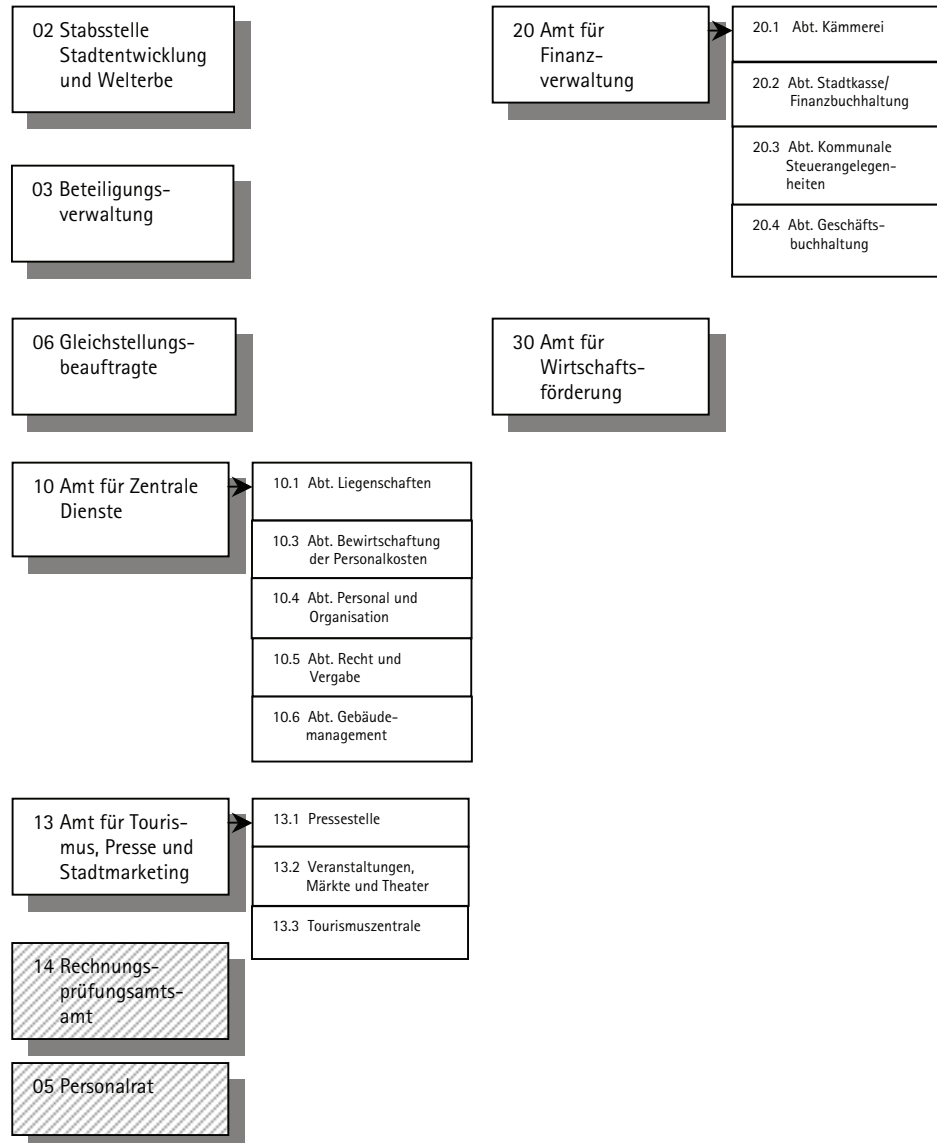 02 Stabsstelle
Stadtentwicklung
und Welterbe
03 Beteiligungs-
verwaltung
06 Gleichstellungs-
beauftragte
10 Amt für Zentrale
Dienste
10.1 Abt. Liegenschaften
10.3 Abt. Bewirtschaftung
der Personalkosten
10.4 Abt. Personal und
Organisation
10.5 Abt. Recht und
Vergabe
10.6 Abt. Gebäude-
management
13 Amt für Touris-
mus, Presse und
Stadtmarketing
13.1 Pressestelle
13.2 Veranstaltungen,
Märkte und Theater
13.3 Tourismuszentrale
14 Rechnungs-
prüfungsamts-
amt
05 Personalrat
20 Amt für
Finanz-
verwaltung
20.1 Abt. Kämmerei
20.2 Abt. Stadtkasse/
Finanzbuchhaltung
20.3 Abt. Kommunale
Steuerangelegen-
heiten
20.4 Abt. Geschäfts-
buchhaltung
30 Amt für
Wirtschafts-
förderung